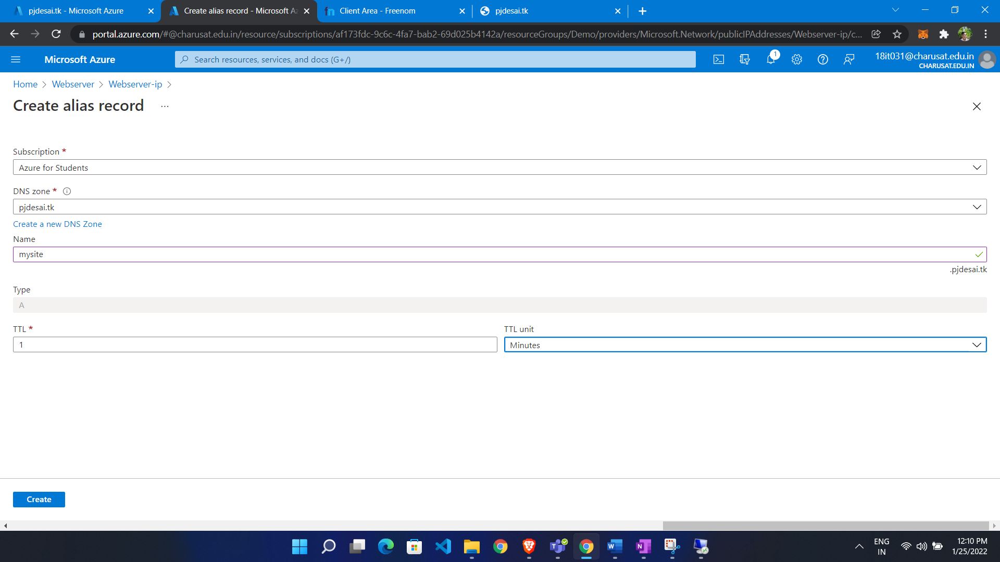 pjdesai.tk - Microsoft Azure
Create alias record - Microsoft Az
Client Area - Freenom
pjdesai.tk
portal.azure.com/#@charusat.edu.in/resource/subscriptions/af173fdc-9c6c-4fa7-bab2-69d025b4142a/resourceGroups/Demo/providers/Microsoft.Network/publicIPAddresses/Webserver-ip/c...
Microsoft Azure
Search resources, services, and docs (G+/)
1
18it031@charusat.edu.in
CHARUSAT.EDU.IN
Home > Webserver > Webserver-ip >
Create alias record ...
Subscription *
Azure for Students
DNS zone *
pjdesai.tk
Create a new DNS Zone
Name
mysite
.pjdesai.tk
Type
A
TTL *
TTL unit
1
Minutes
Create
ENG
IN
12:10 PM
1/25/2022